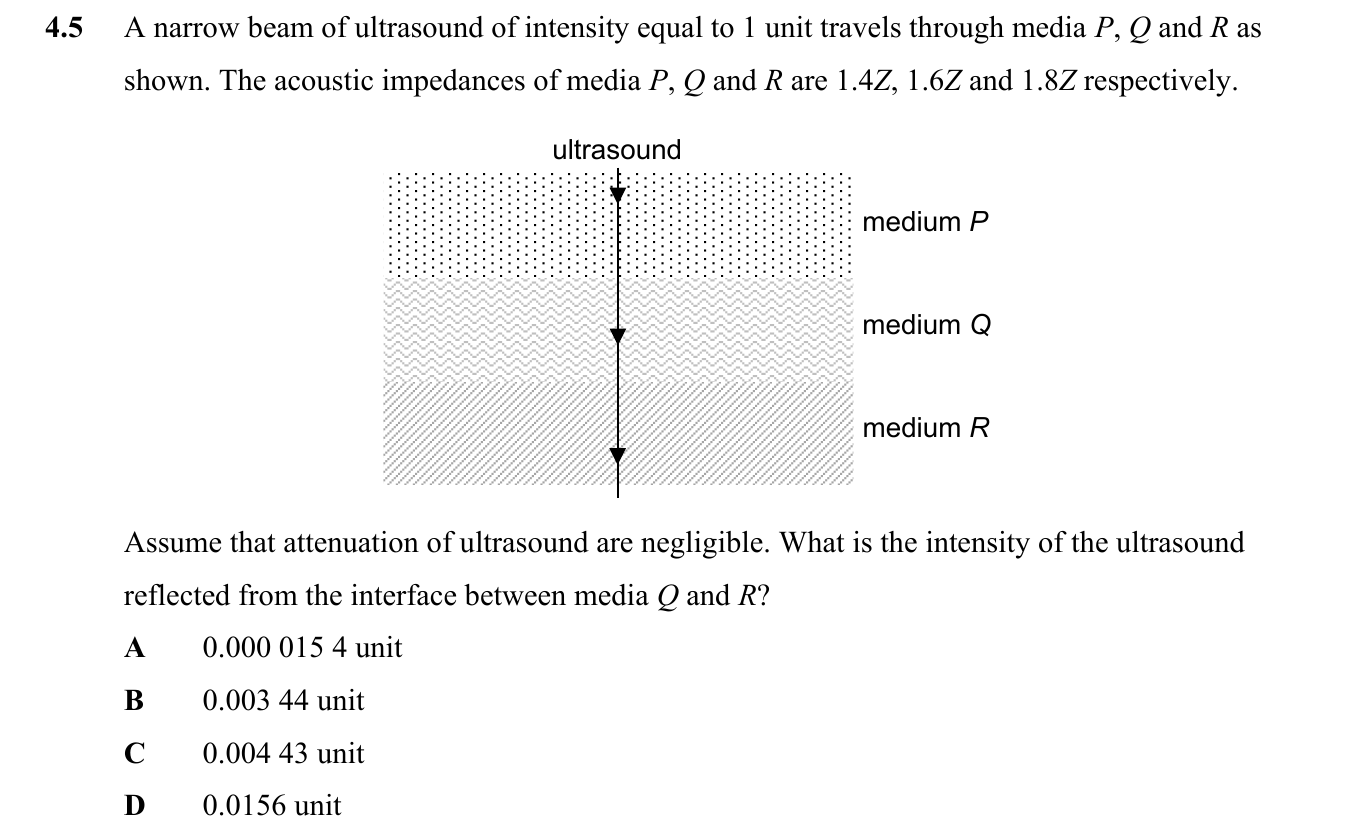 4.5 A narrow beam of ultrasound of intensity equal to 1 unit travels through media P, Q and R as
shown. The acoustic impedances of media P, Q and R are 1.4Z, 1.6Z and 1.8Z respectively.
ultrasound
medium P
medium Q
medium R
Assume that attenuation of ultrasound are negligible. What is the intensity of the ultrasound
reflected from the interface between media Q and R?
A 0.000 015 4 unit
B 0.003 44 unit
C 0.004 43 unit
D 0.0156 unit